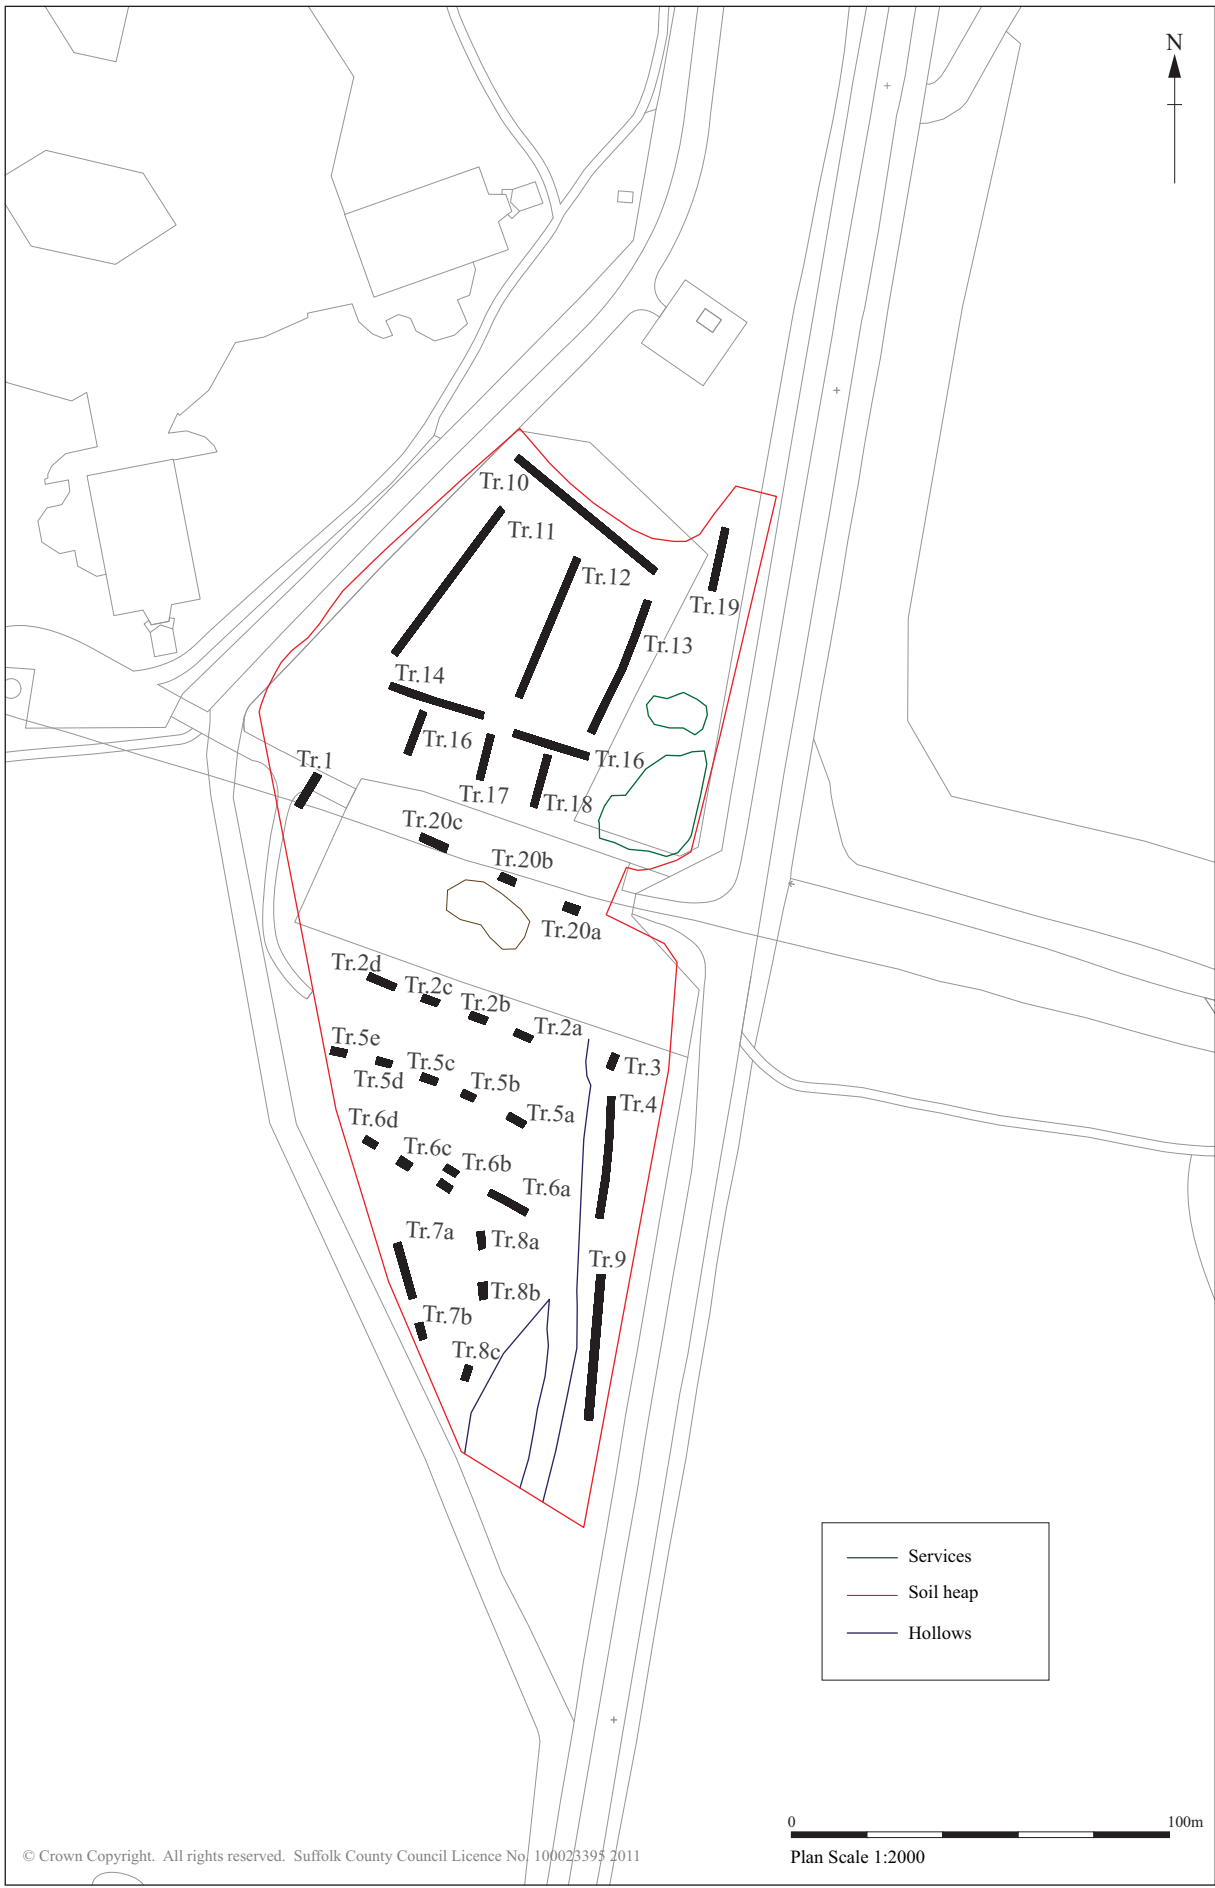 N
Tr.10
Tr.11
Tr.12
Tr.19
Tr.13
Tr.14
Tr.16
Tr.16
Tr.1
Tr.17
Tr.18
Tr.20c
Tr.20b
Tr.20a
Tr.2d
Tr.2c
Tr.2b
Tr.2a
Tr.5e
Tr.5d
Tr.5c
Tr.5b
Tr.5a
Tr.3
Tr.4
Tr.6d
Tr.6c
Tr.6b
Tr.6a
Tr.7a
Tr.8a
Tr.9
Tr.8b
Tr.7b
Tr.8c
Services
Soil heap
Hollows
0 100m
Plan Scale 1:2000
© Crown Copyright. All rights reserved. Suffolk County Council Licence No. 100023395 2011